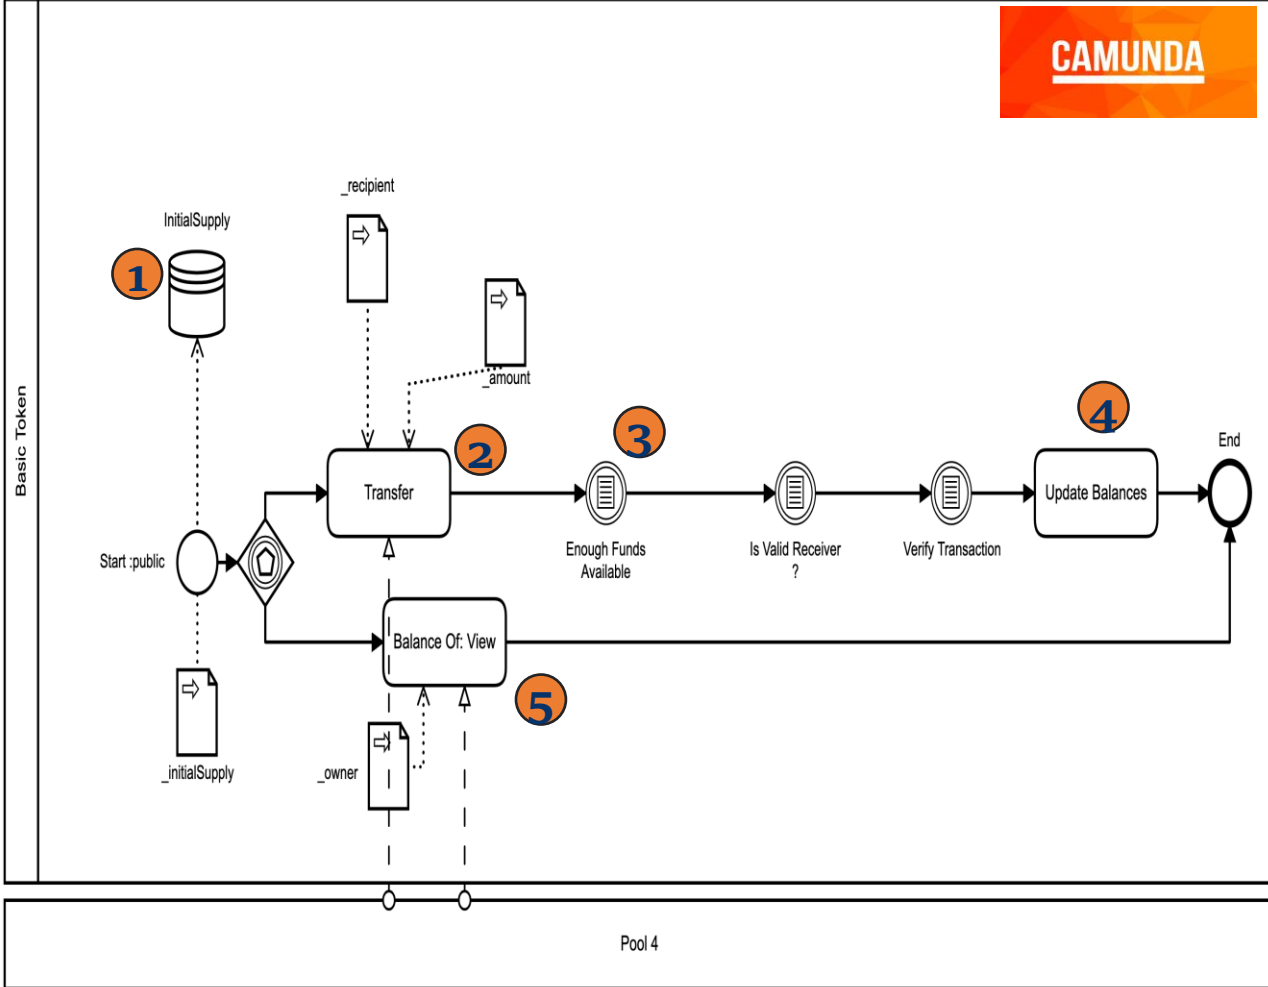 CAMUNDA
_recipient
InitialSupply
1
_amount
4
3
2
End
Basic Token
Transfer
Update Balances
Start :public
Enough Funds
Available
Is Valid Receiver
?
Verify Transaction
Balance Of: View
5
_owner
_initialSupply
Pool 4